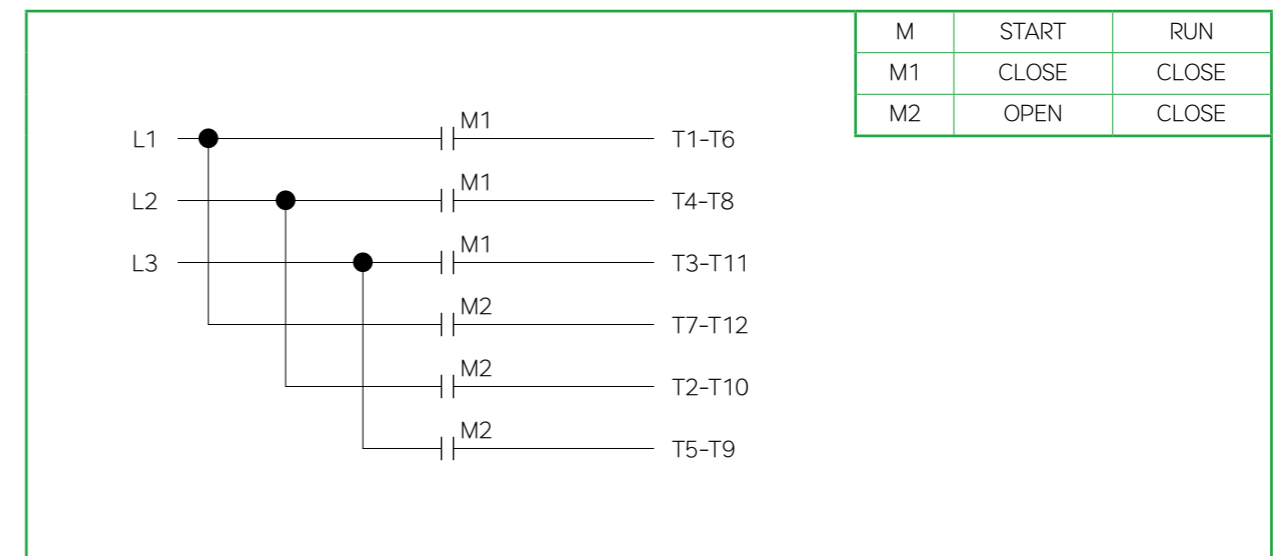 M START RUN
M1 CLOSE CLOSE
M2 OPEN CLOSE
L1 M1 T1-T6
L2 M1 T4-T8
L3 M1 T3-T11
M2 T7-T12
M2 T2-T10
M2 T5-T9